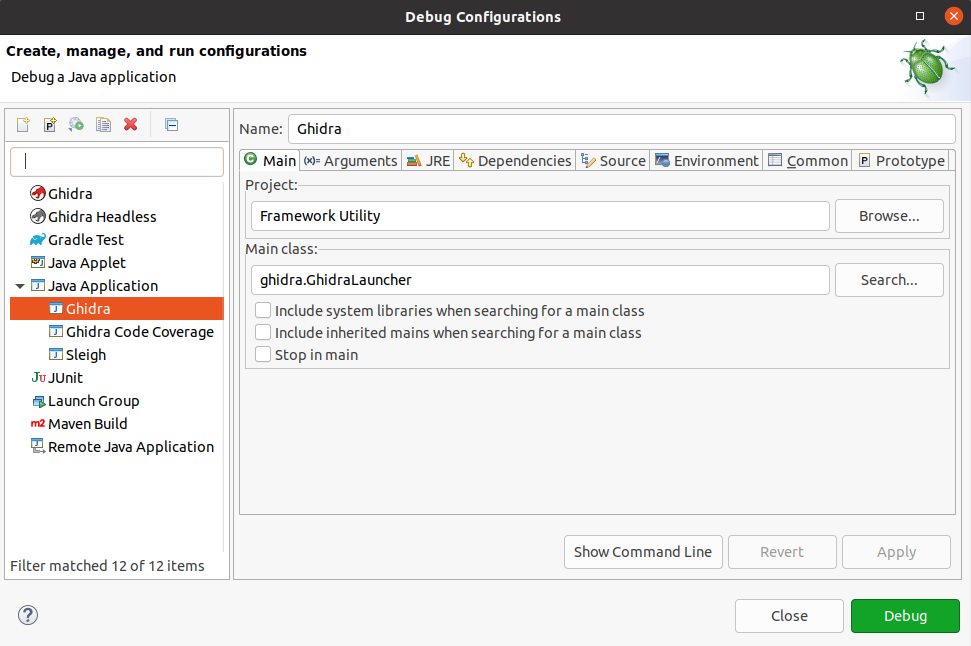 Debug Configurations
Create, manage, and run configurations
Debug a Java application
Name: Ghidra
Main (x)= Arguments JRE Dependencies Source Environment Common P Prototype
Project:
Framework Utility Browse...
Main class:
ghidra.GhidraLauncher Search...
Include system libraries when searching for a main class
Include inherited mains when searching for a main class
Stop in main
Ghidra
Ghidra Headless
Gradle Test
Java Applet
Java Application
Ghidra
Ghidra Code Coverage
Sleigh
Ju JUnit
Launch Group
m2 Maven Build
Remote Java Application
Filter matched 12 of 12 items
Show Command Line Revert Apply
? Close Debug